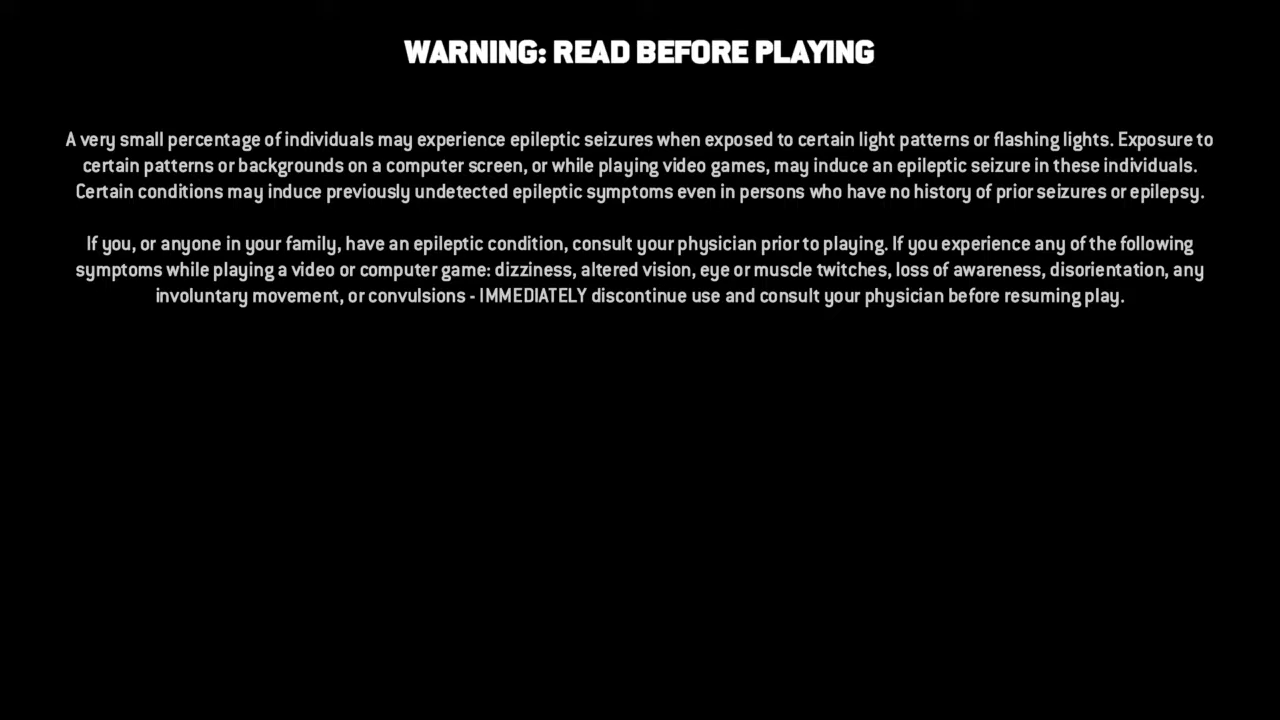 WARNING: READ BEFORE PLAYING
A very small percentage of individuals may experience epileptic seizures when exposed to certain light patterns or flashing lights. Exposure to
certain patterns or backgrounds on a computer screen, or while playing video games, may induce an epileptic seizure in these individuals.
Certain conditions may induce previously undetected epileptic symptoms even in persons who have no history of prior seizures or epilepsy.
If you, or anyone in your family, have an epileptic condition, consult your physician prior to playing. If you experience any of the following
symptoms while playing a video or computer game: dizziness, altered vision, eye or muscle twitches, loss of awareness, disorientation, any
involuntary movement, or convulsions - IMMEDIATELY discontinue use and consult your physician before resuming play.